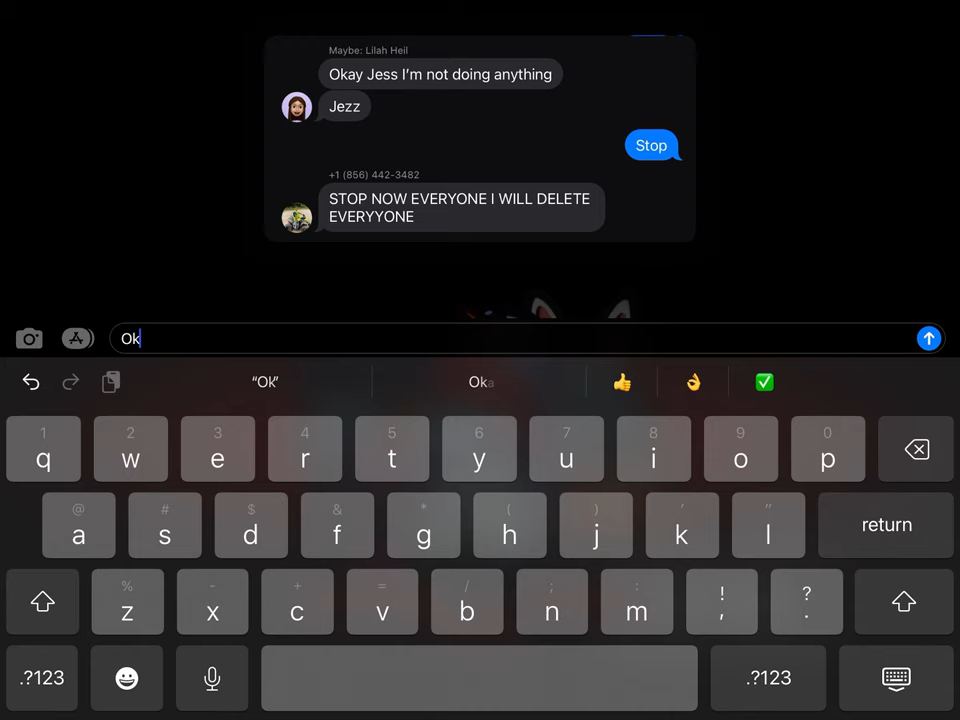 Maybe: Lilah Heil
Okay Jess I’m not doing anything
Jezz
Stop
+1 (856) 442-3482
STOP NOW EVERYONE I WILL DELETE
EVERYYONE
Ok
“Ok” Oka
1 2 3 4 5 6 7 8 9 0
q w e r t y u i o p
@ # $ & * ( ) ' "
a s d f g h j k l return
% - + = / ; : ! ?
z x c v b n m , .
.?123 .?123